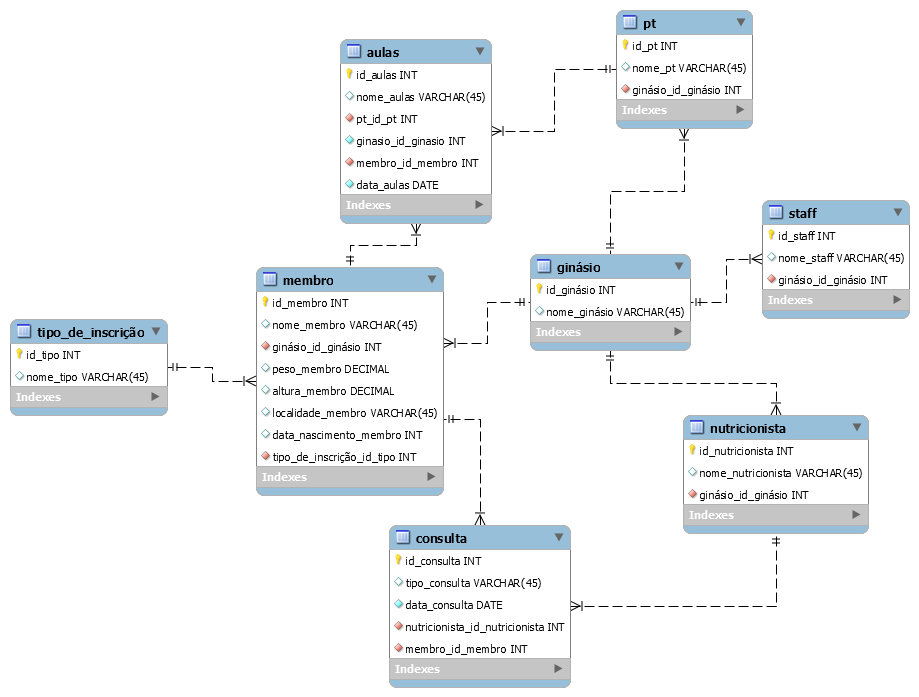 pt
id_pt INT
nome_pt VARCHAR(45)
ginásio_id_ginásio INT
Indexes
aulas
id_aulas INT
nome_aulas VARCHAR(45)
pt_id_pt INT
ginasio_id_ginasio INT
membro_id_membro INT
data_aulas DATE
Indexes
staff
id_staff INT
nome_staff VARCHAR(45)
ginásio_id_ginásio INT
Indexes
ginásio
id_ginásio INT
nome_ginásio VARCHAR(45)
Indexes
membro
id_membro INT
nome_membro VARCHAR(45)
ginásio_id_ginásio INT
peso_membro DECIMAL
altura_membro DECIMAL
localidade_membro VARCHAR(45)
data_nascimento_membro INT
tipo_de_inscrição_id_tipo INT
Indexes
tipo_de_inscrição
id_tipo INT
nome_tipo VARCHAR(45)
Indexes
nutricionista
id_nutricionista INT
nome_nutricionista VARCHAR(45)
ginásio_id_ginásio INT
Indexes
consulta
id_consulta INT
tipo_consulta VARCHAR(45)
data_consulta DATE
nutricionista_id_nutricionista INT
membro_id_membro INT
Indexes